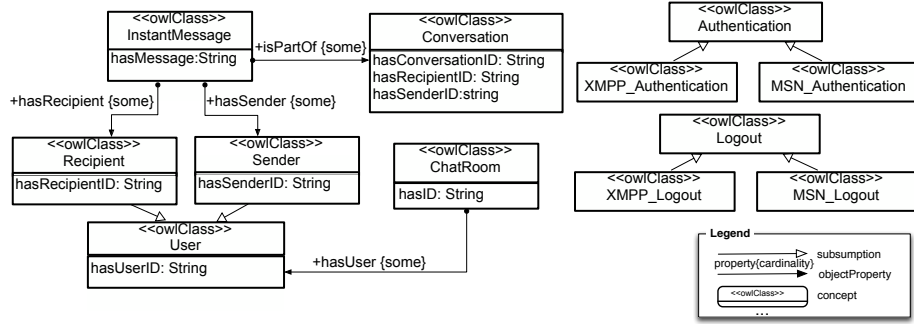 <<owlClass>>
InstantMessage
hasMessage:String
+isPartOf {some}
<<owlClass>>
Conversation
hasConversationID: String
hasRecipientID: String
hasSenderID:string
+hasRecipient {some}
+hasSender {some}
<<owlClass>>
Recipient
hasRecipientID: String
<<owlClass>>
Sender
hasSenderID: String
<<owlClass>>
ChatRoom
hasID: String
<<owlClass>>
User
hasUserID: String
+hasUser {some}
<<owlClass>>
Authentication
<<owlClass>>
XMPP_Authentication
<<owlClass>>
MSN_Authentication
<<owlClass>>
Logout
<<owlClass>>
XMPP_Logout
<<owlClass>>
MSN_Logout
Legend
subsumption
property{cardinality}
objectProperty
<<owlClass>>
concept
...